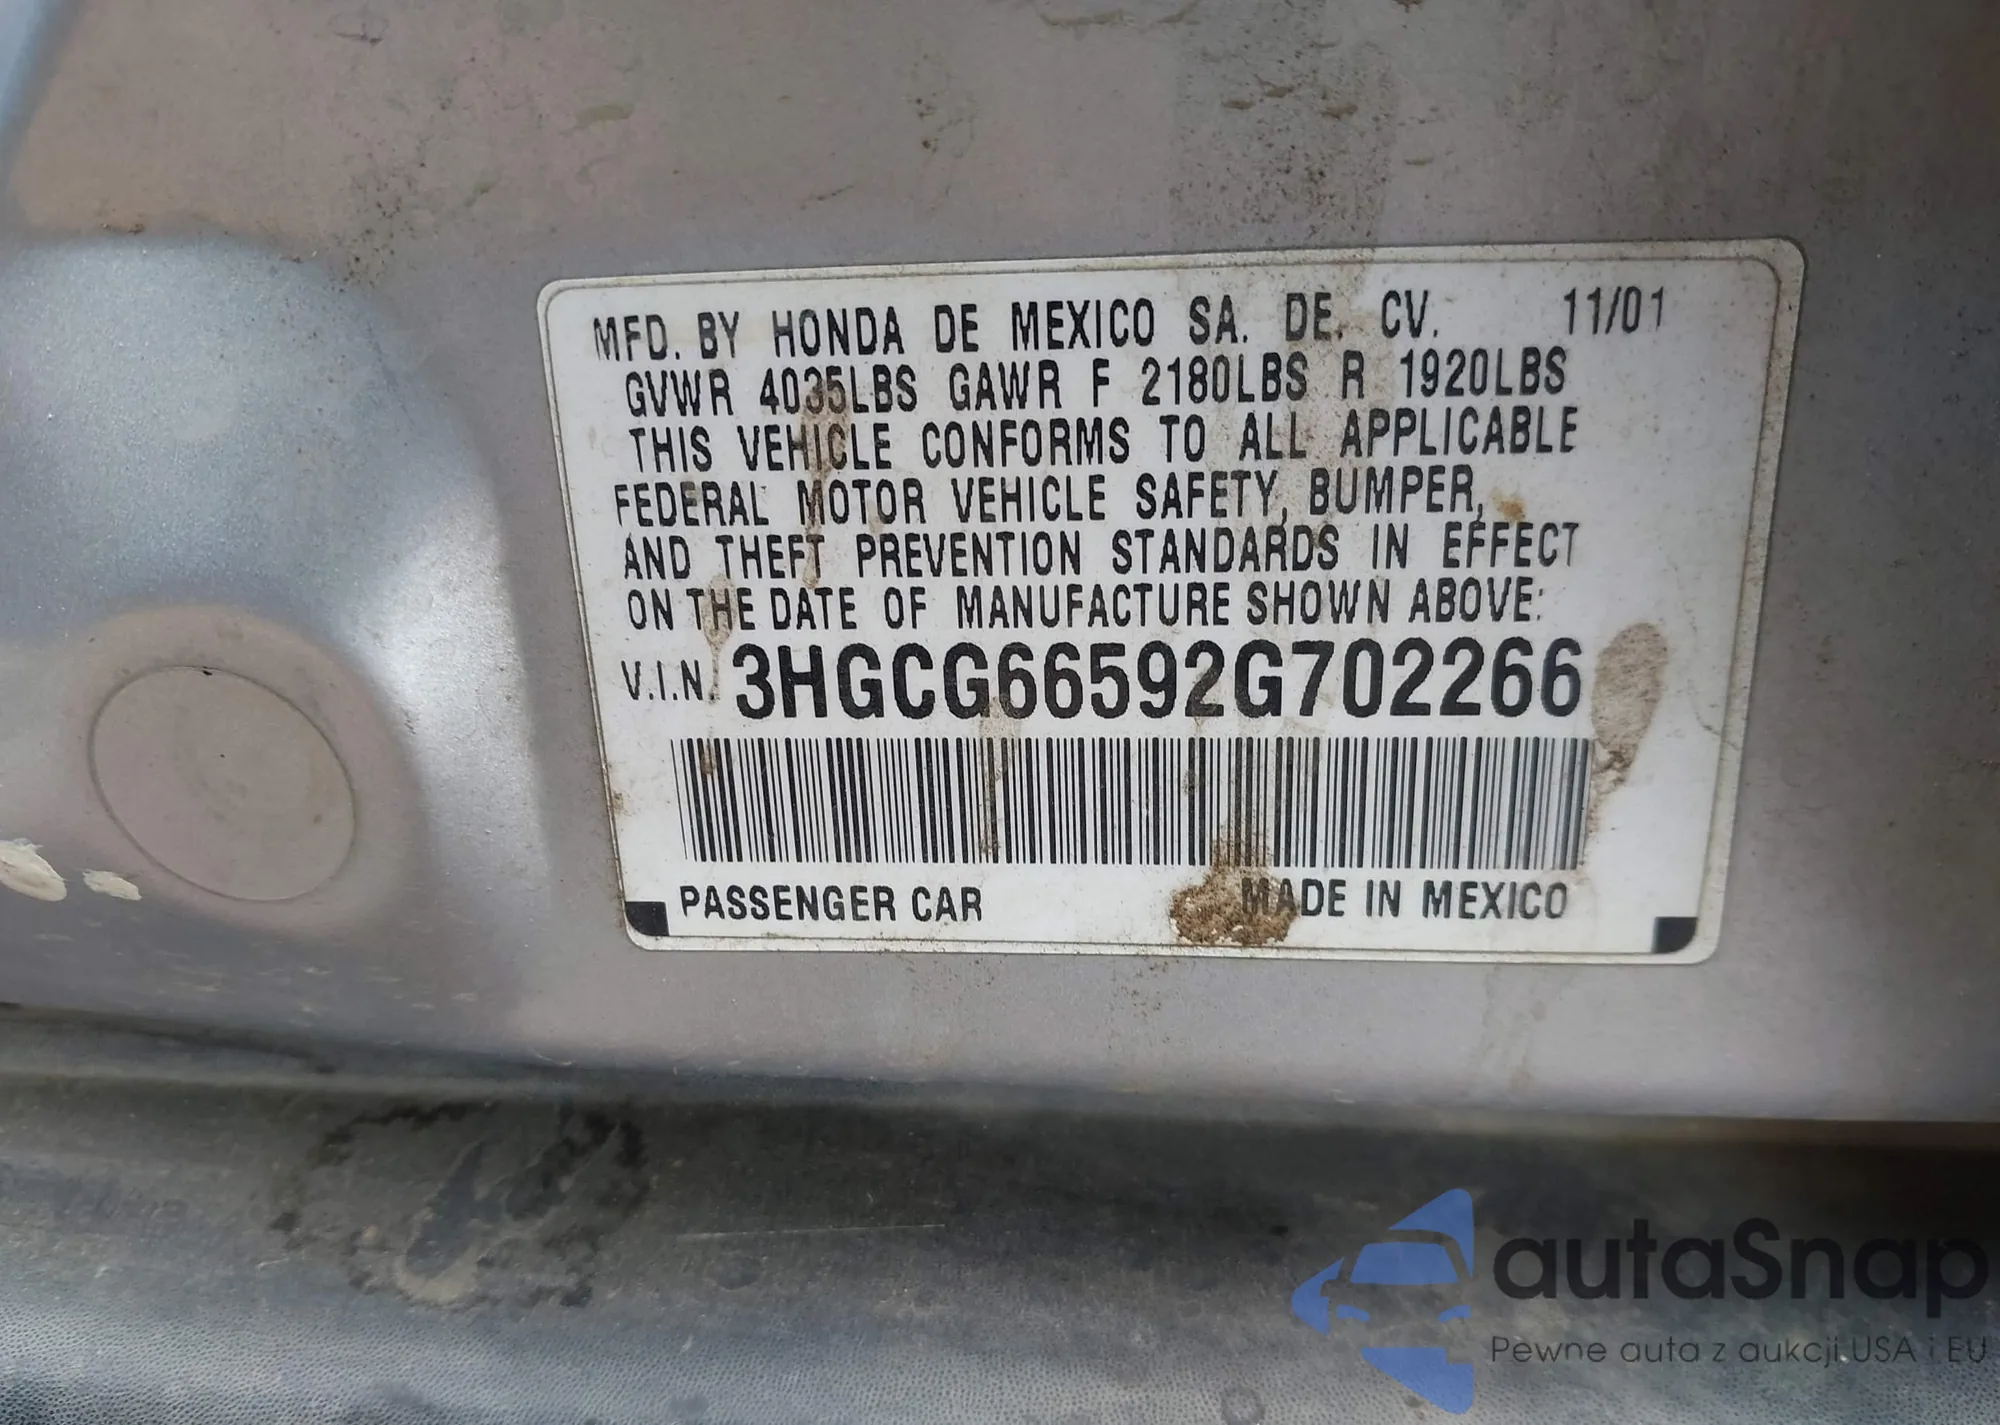 MFD. BY HONDA DE MEXICO SA. DE. CV. 11/01
GVWR 4035LBS GAWR F 2180LBS R 1920LBS
THIS VEHICLE CONFORMS TO ALL APPLICABLE
FEDERAL MOTOR VEHICLE SAFETY, BUMPER,
AND THEFT PREVENTION STANDARDS IN EFFECT
ON THE DATE OF MANUFACTURE SHOWN ABOVE:
V.I.N. 3HGCG66592G702266
PASSENGER CAR MADE IN MEXICO
autaSnap
Pewne auta z aukcji USA i EU